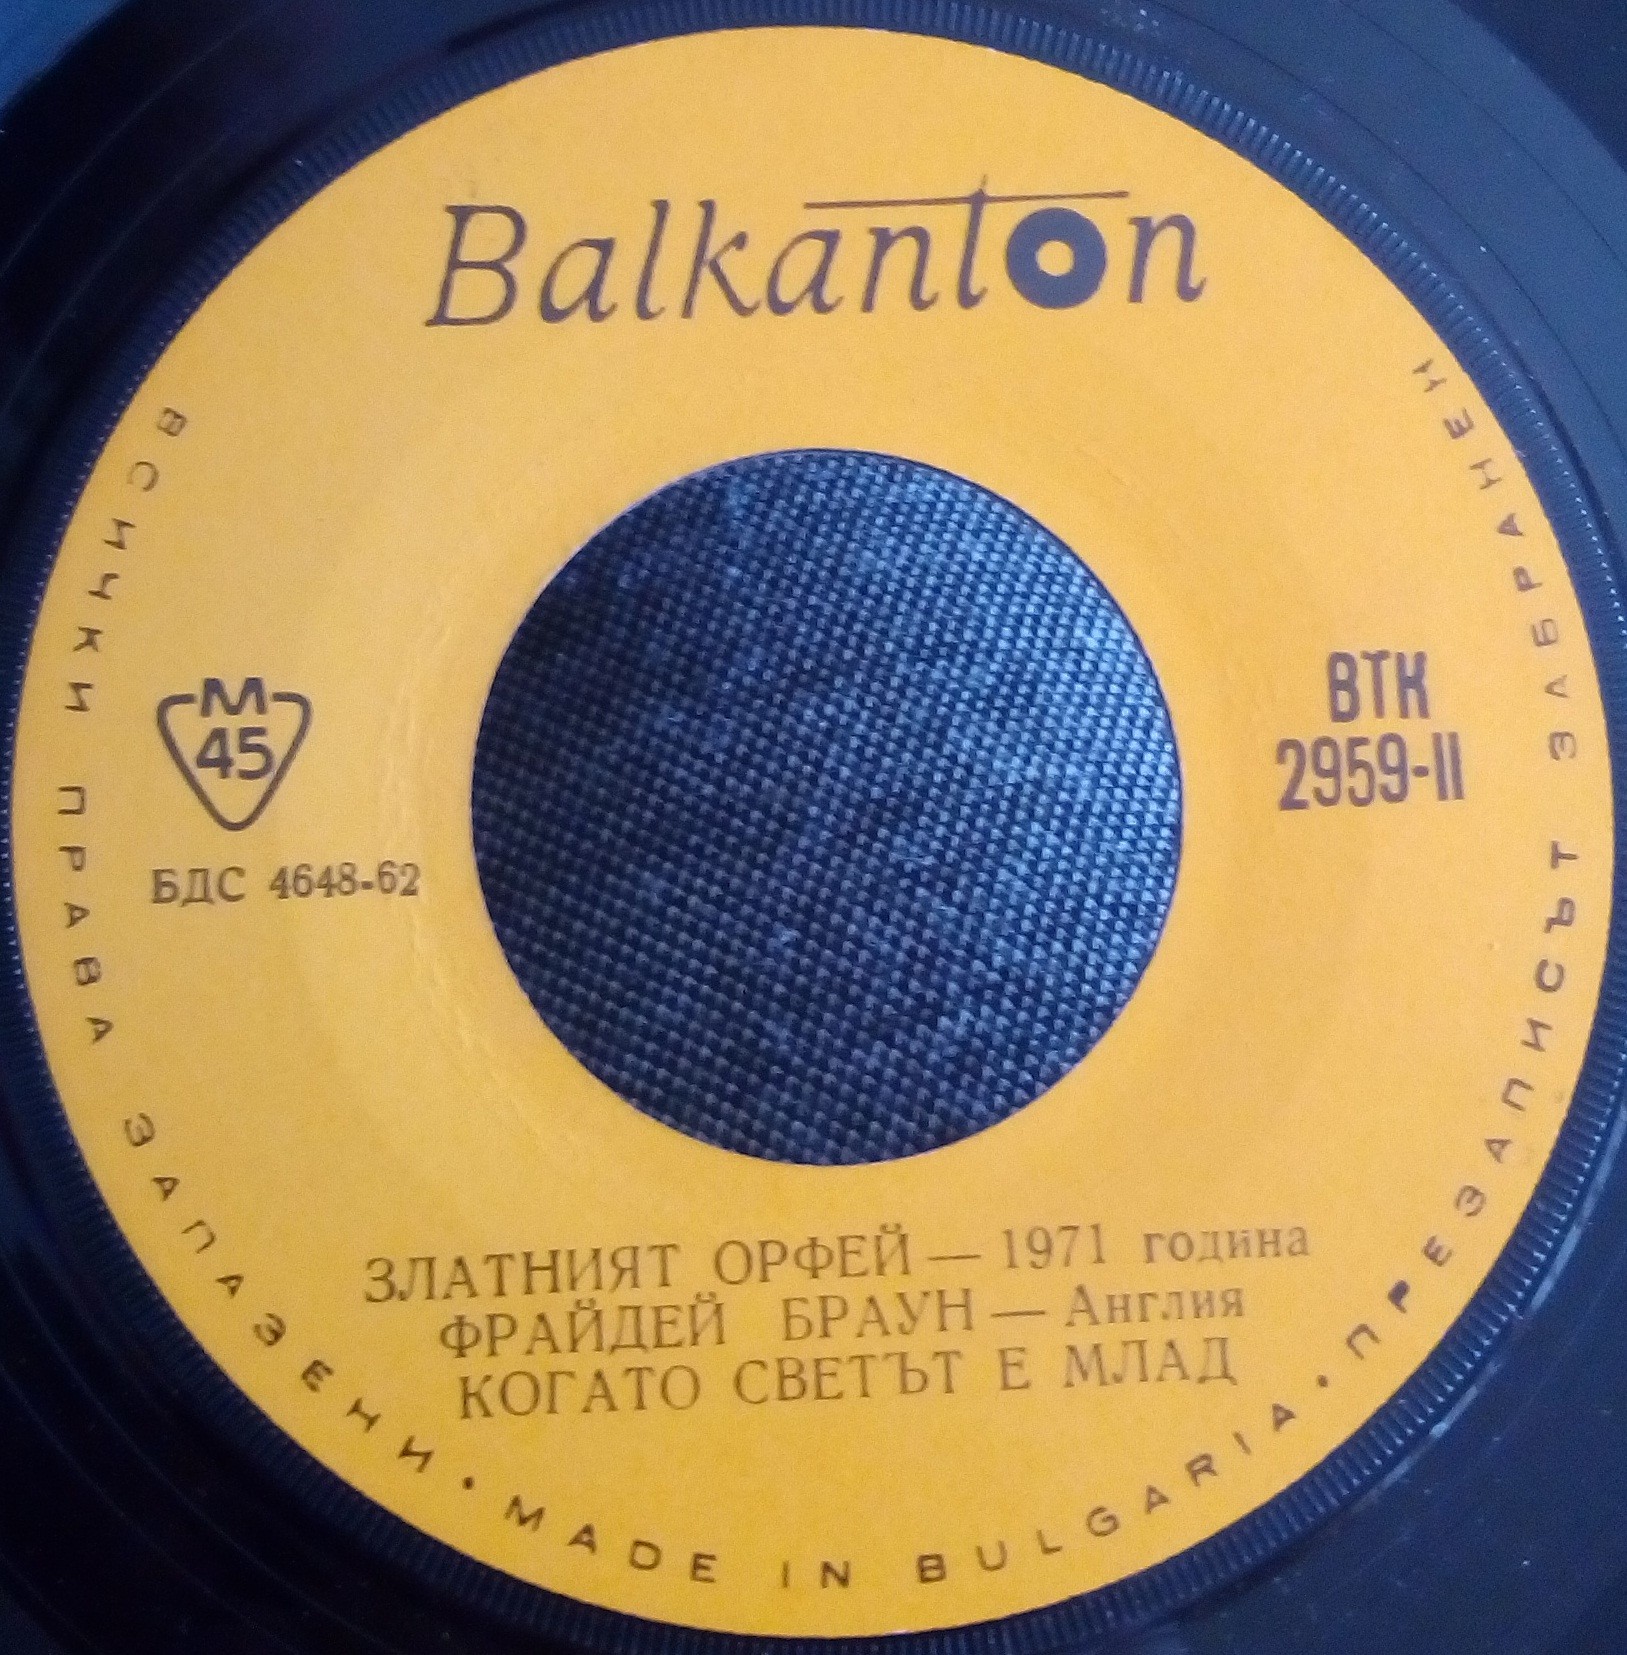 Balkanton
М
45
БДС 4648-62
ВТК
2959-II
ЗЛАТНИЯТ ОРФЕЙ — 1971 година
ФРАЙДЕЙ БРАУН — Англия
КОГАТО СВЕТЪТ Е МЛАД
ВСИЧКИ ПРАВА ЗАПАЗЕНИ • MADE IN BULGARIA • ПРЕЗАПИСЪТ ЗАБРАНЕН